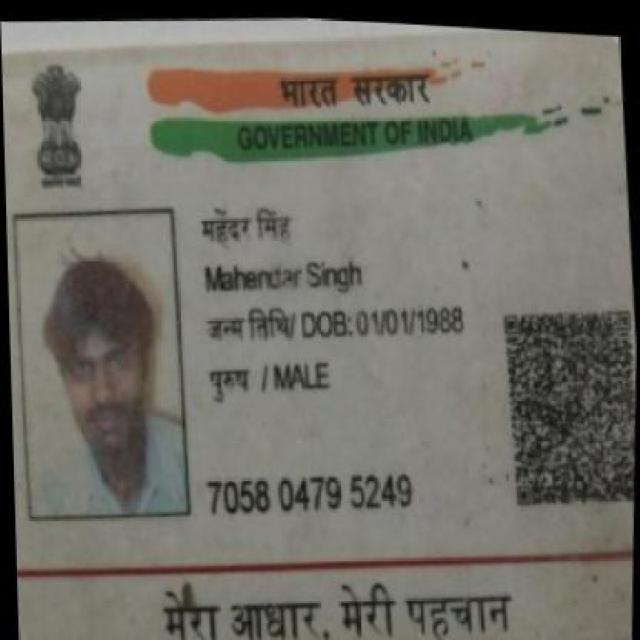 भारत सरकार
GOVERNMENT OF INDIA
महेंदर सिंह
Mahendar Singh
जन्म तिथि/ DOB: 01/01/1988
पुरुष / MALE
7058 0479 5249
मेरा आधार, मेरी पहचान